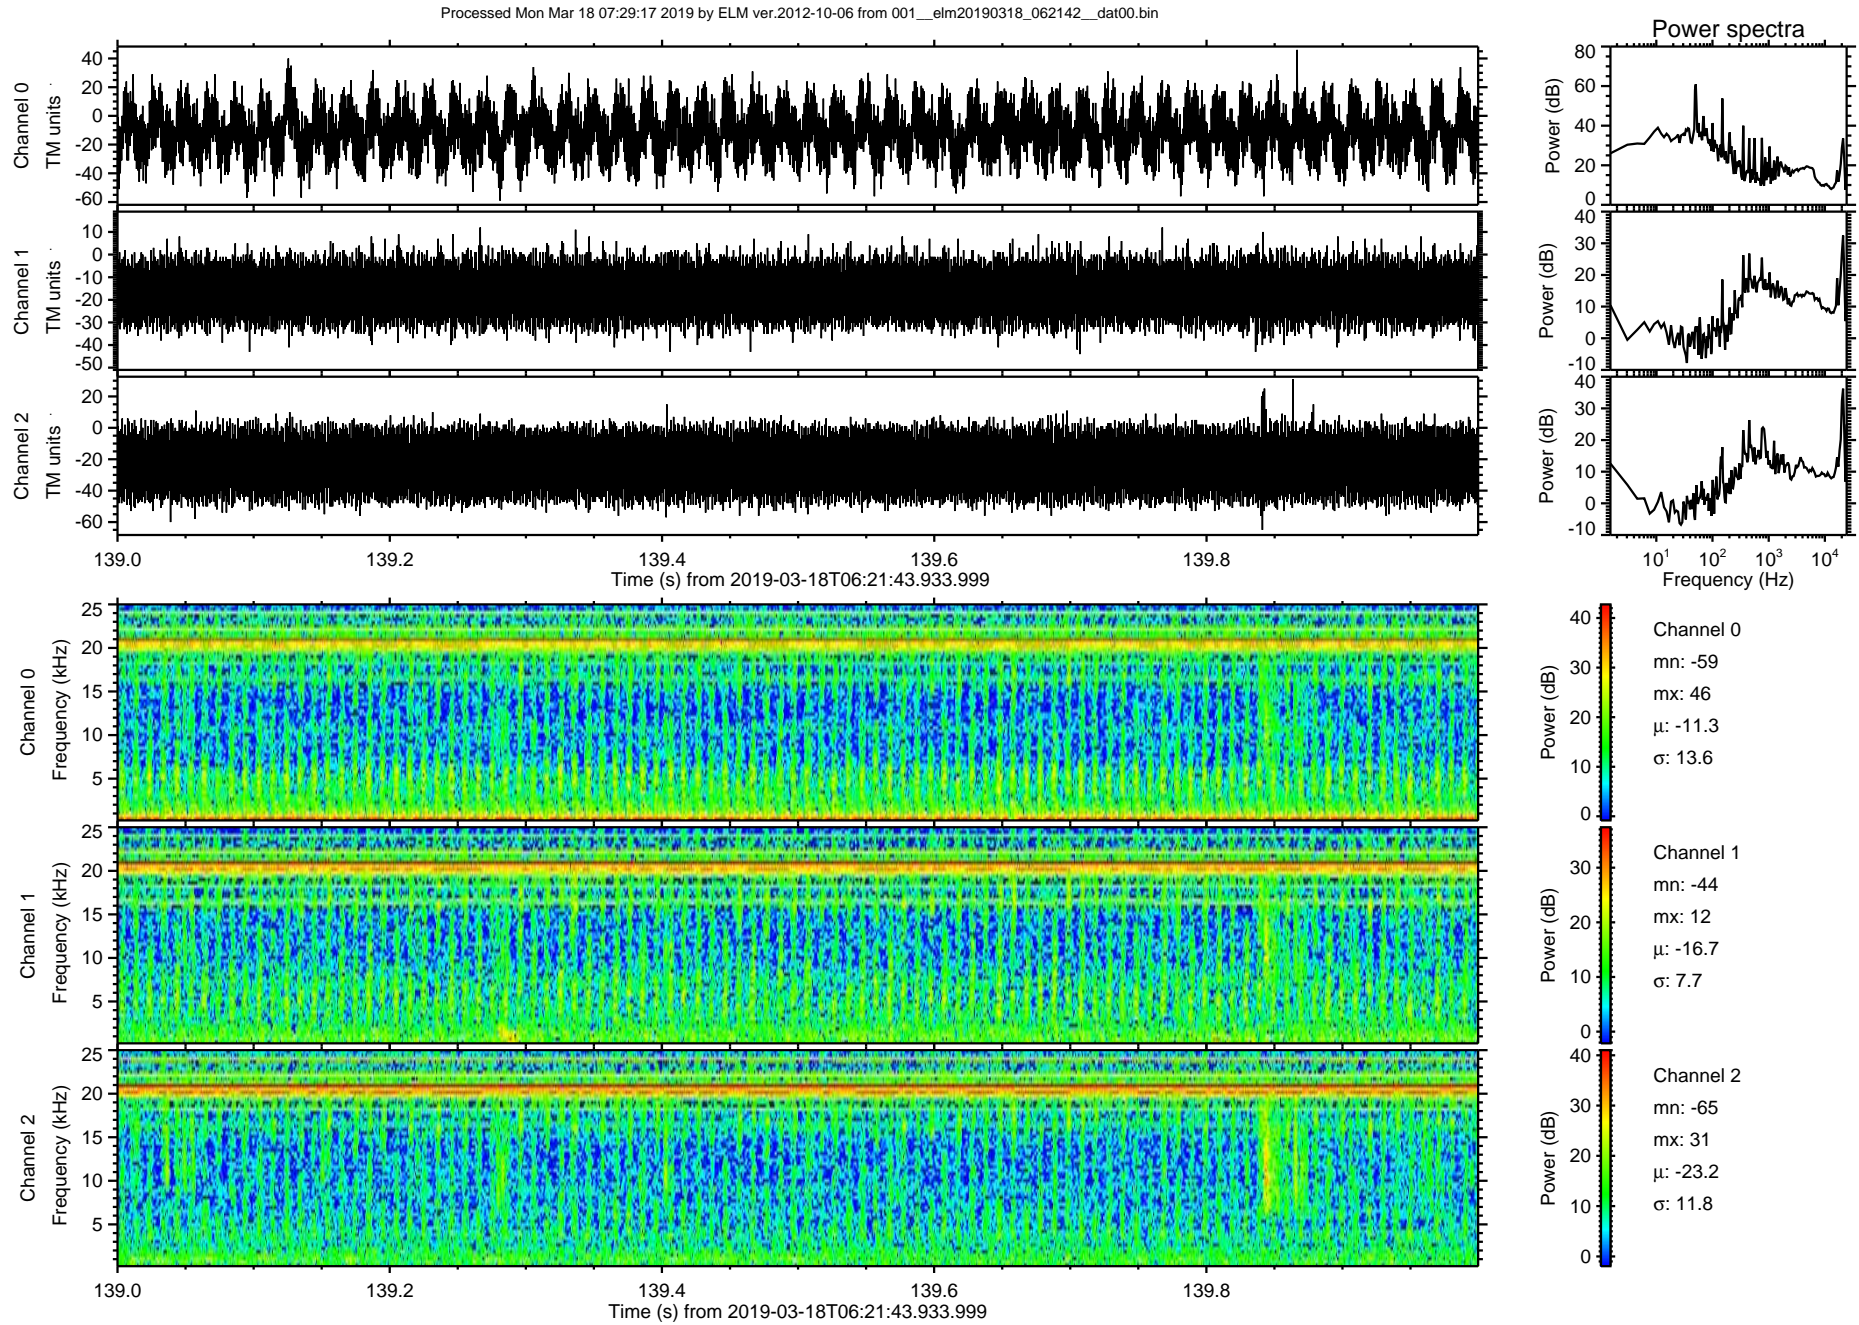 Processed Mon Mar 18 07:29:17 2019 by ELM ver.2012-10-06 from 001__elm20190318_062142__dat00.bin
Power spectra
Channel 0
TM units
40
20
0
-20
-40
-60
Power (dB)
80
60
40
20
0
Channel 1
TM units
10
0
-10
-20
-30
-40
-50
Power (dB)
40
30
20
10
0
-10
Channel 2
TM units
20
0
-20
-40
-60
Power (dB)
40
30
20
10
0
-10
139.0 139.2 139.4 139.6 139.8
Time (s) from 2019-03-18T06:21:43.933.999
10^1 10^2 10^3 10^4
Frequency (Hz)
Channel 0
Frequency (kHz)
25
20
15
10
5
Power (dB)
40
30
20
10
0
Channel 0
mn: -59
mx: 46
μ: -11.3
σ: 13.6
Channel 1
Frequency (kHz)
25
20
15
10
5
Power (dB)
30
20
10
0
Channel 1
mn: -44
mx: 12
μ: -16.7
σ: 7.7
Channel 2
Frequency (kHz)
25
20
15
10
5
Power (dB)
40
30
20
10
0
Channel 2
mn: -65
mx: 31
μ: -23.2
σ: 11.8
139.0 139.2 139.4 139.6 139.8
Time (s) from 2019-03-18T06:21:43.933.999